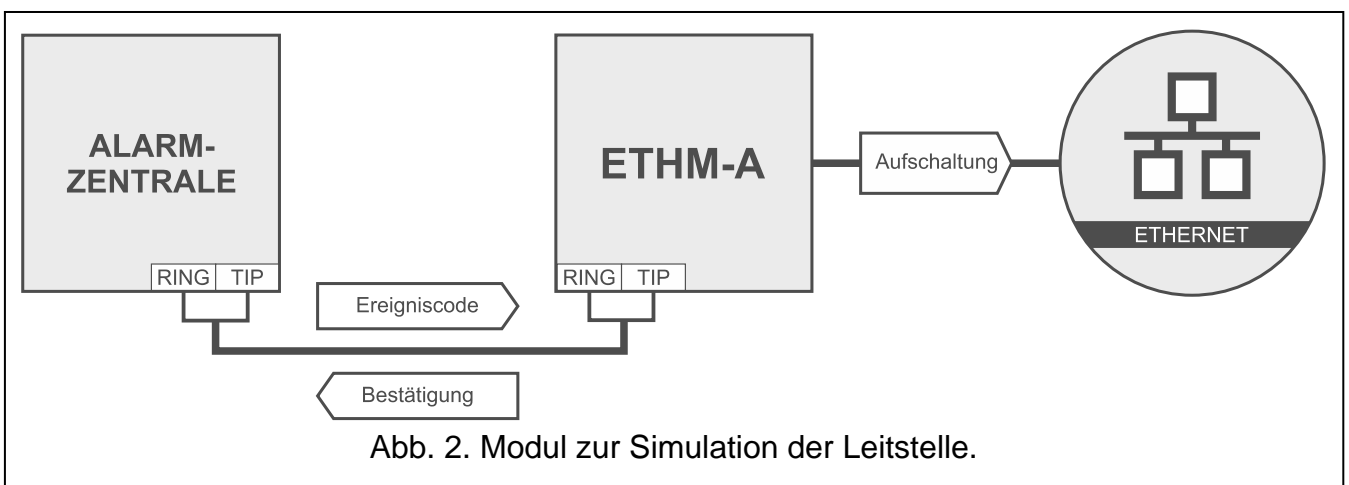 ALARM-
ZENTRALE
RING TIP
ETHM-A
RING TIP
Aufschaltung
ETHERNET
Ereigniscode
Bestätigung
Abb. 2. Modul zur Simulation der Leitstelle.